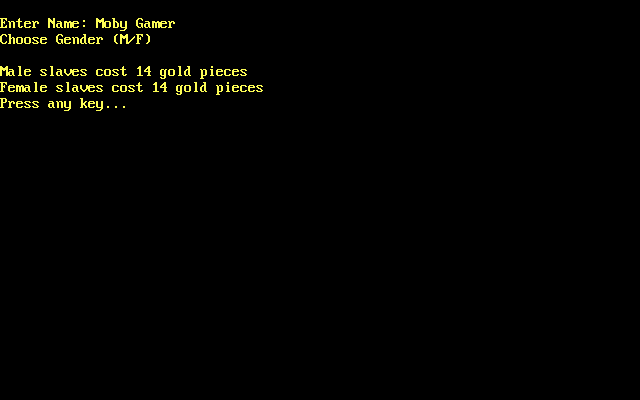 Enter Name: Moby Gamer
Choose Gender (M/F)
Male slaves cost 14 gold pieces
Female slaves cost 14 gold pieces
Press any key...